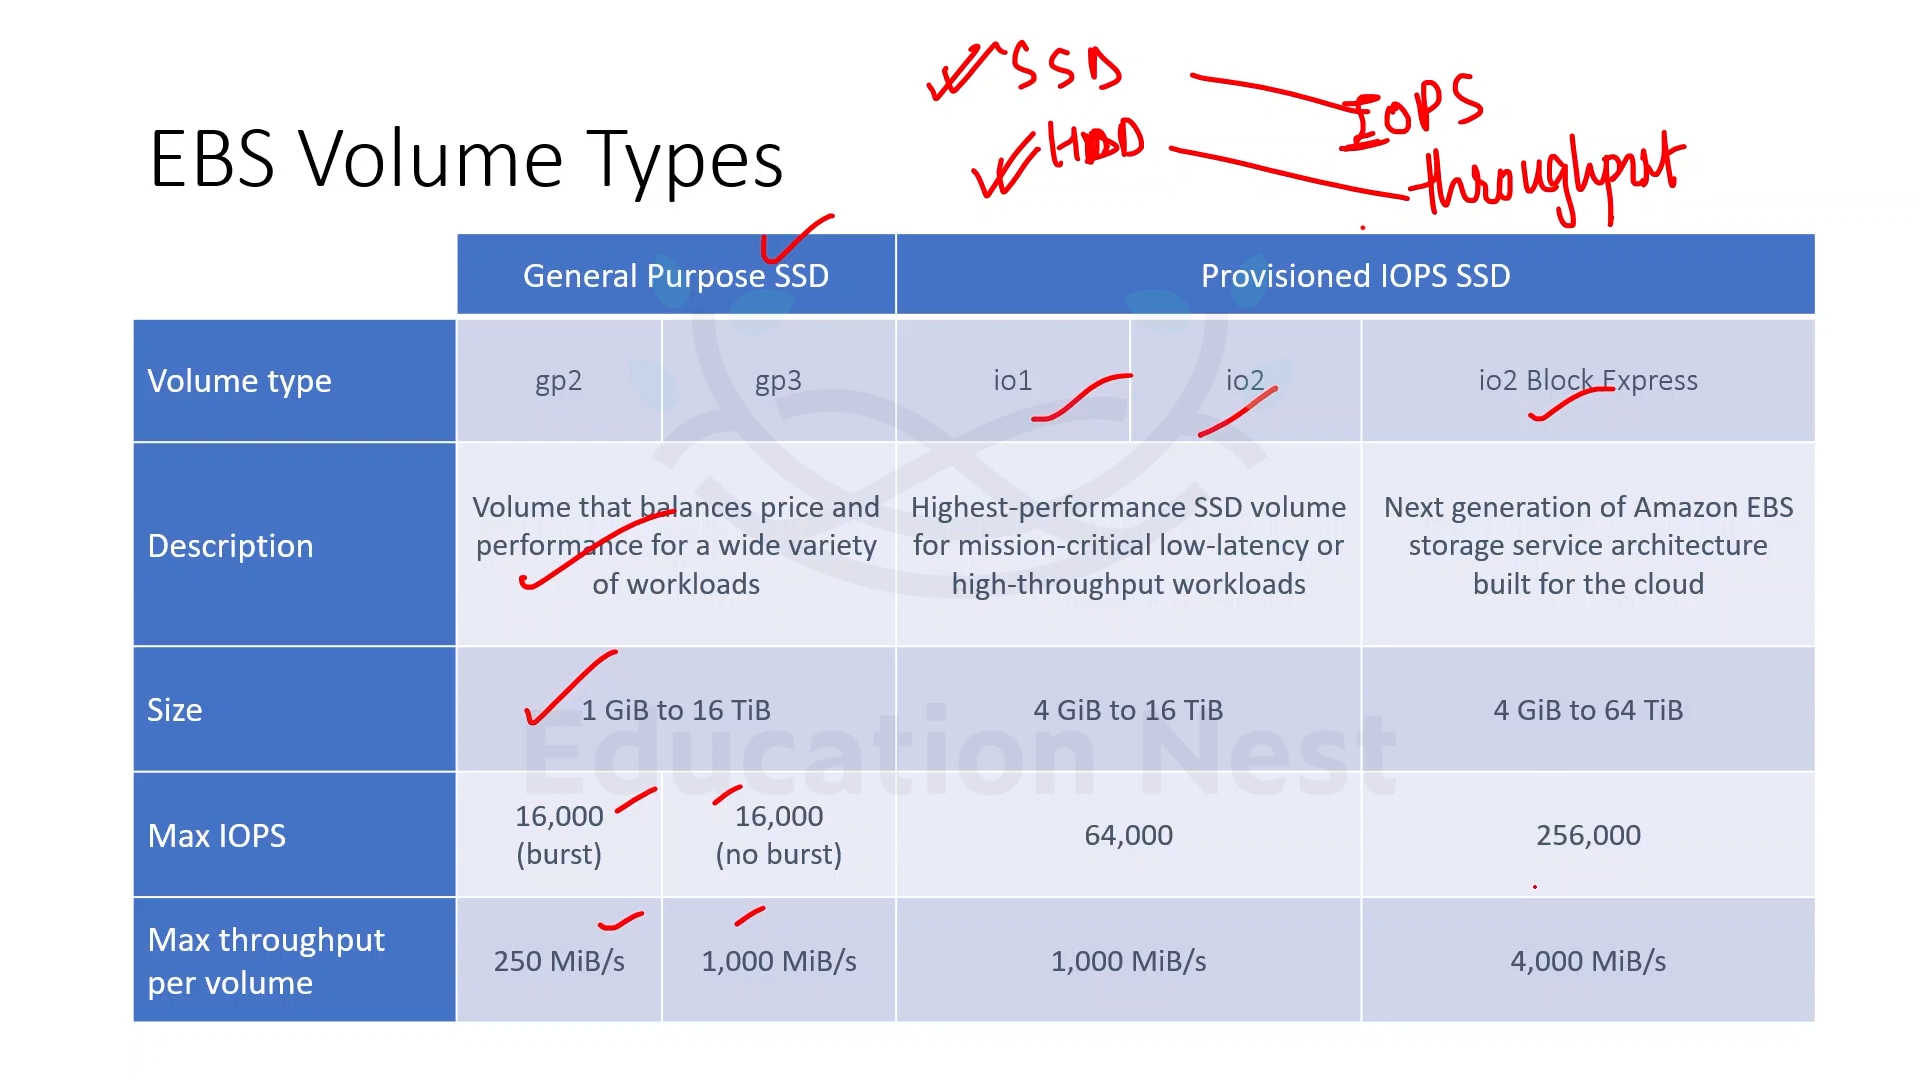 SSD
IOPS
HDD
throughput
EBS Volume Types
General Purpose SSD
Provisioned IOPS SSD
Volume type
gp2
gp3
io1
io2
io2 Block Express
Description
Volume that balances price and
performance for a wide variety
of workloads
Highest-performance SSD volume
for mission-critical low-latency or
high-throughput workloads
Next generation of Amazon EBS
storage service architecture
built for the cloud
Size
1 GiB to 16 TiB
4 GiB to 16 TiB
4 GiB to 64 TiB
Education Nest
Max IOPS
16,000
(burst)
16,000
(no burst)
64,000
256,000
Max throughput
per volume
250 MiB/s
1,000 MiB/s
1,000 MiB/s
4,000 MiB/s